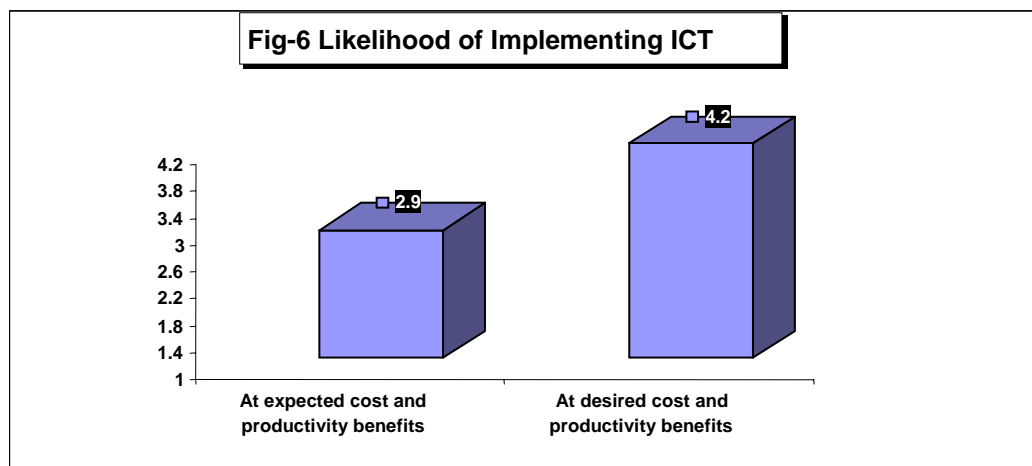 Fig-6 Likelihood of Implementing ICT
4.2
2.9
4.2
3.8
3.4
3
2.6
2.2
1.8
1.4
1
At expected cost and
productivity benefits
At desired cost and
productivity benefits